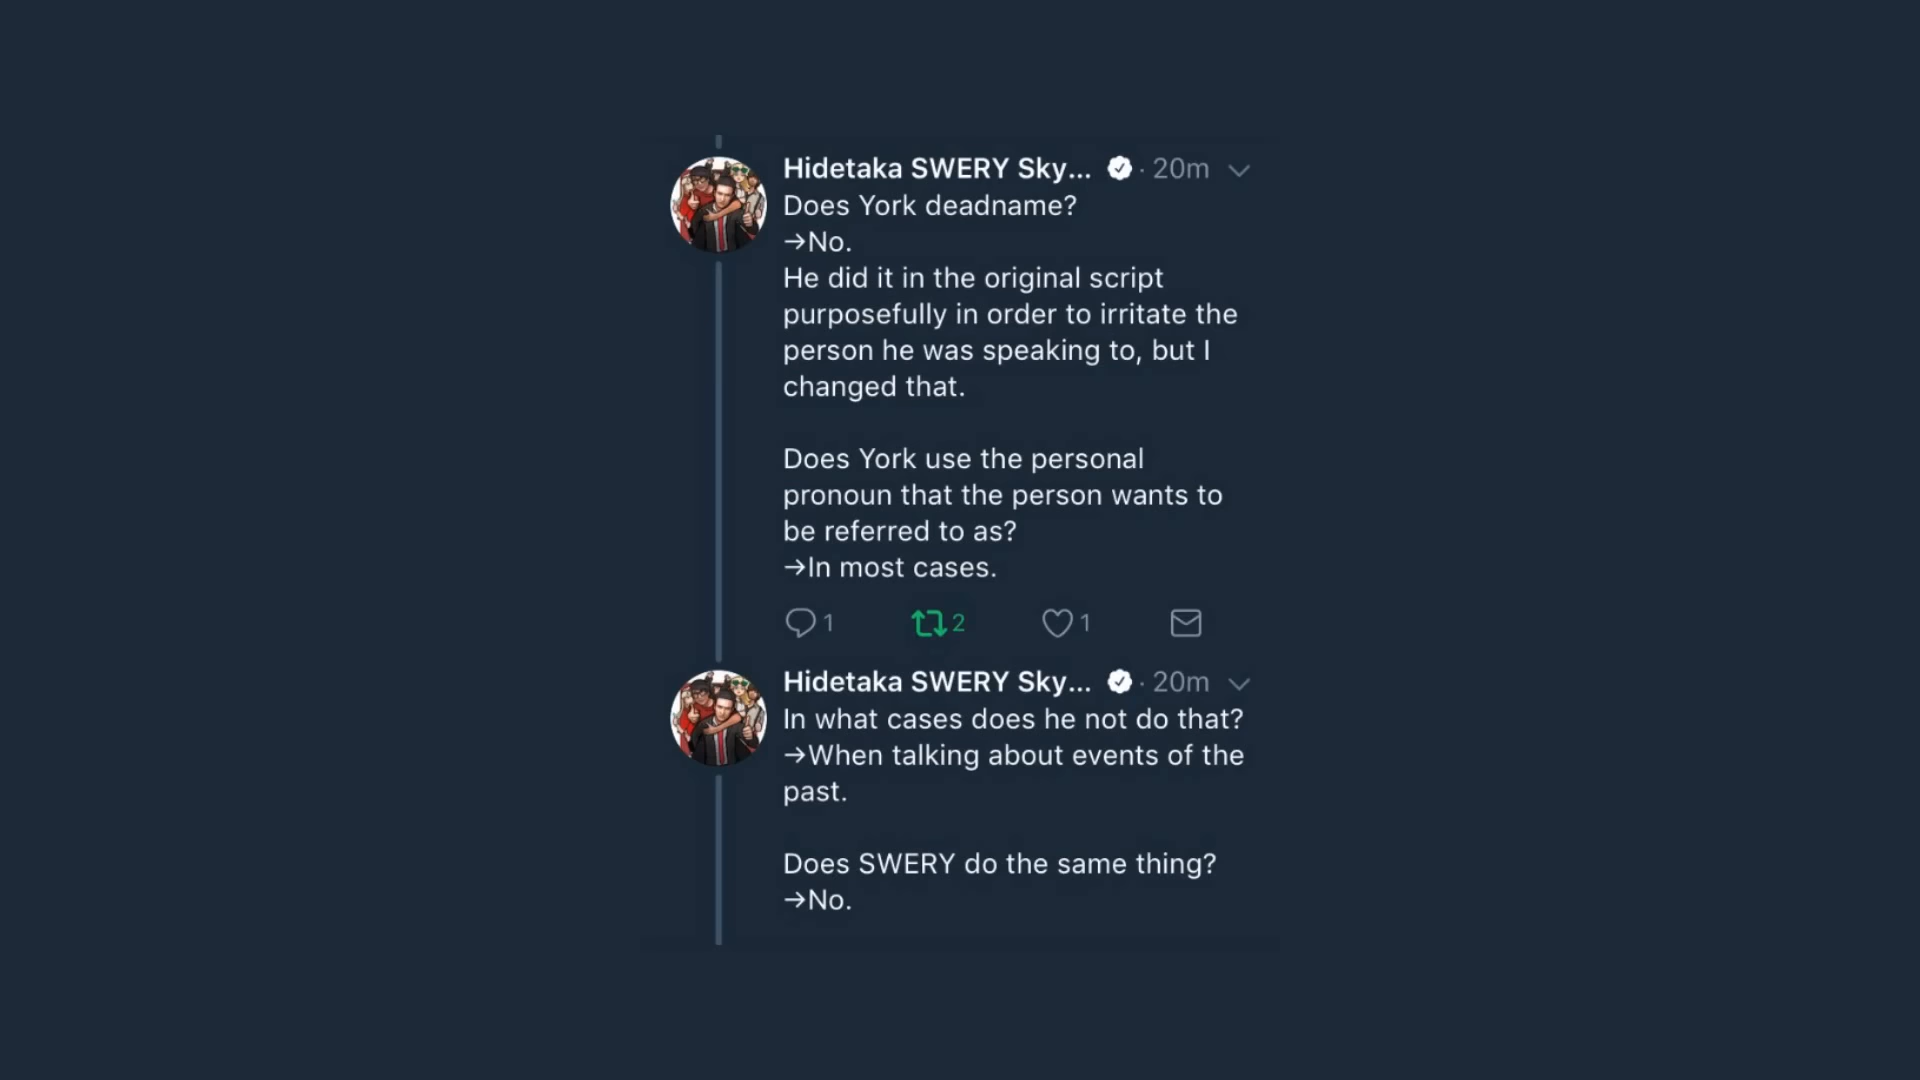 Hidetaka SWERY Sky... · 20m
Does York deadname?
→No.
He did it in the original script
purposefully in order to irritate the
person he was speaking to, but I
changed that.
Does York use the personal
pronoun that the person wants to
be referred to as?
→In most cases.
1 2 1
Hidetaka SWERY Sky... · 20m
In what cases does he not do that?
→When talking about events of the
past.
Does SWERY do the same thing?
→No.